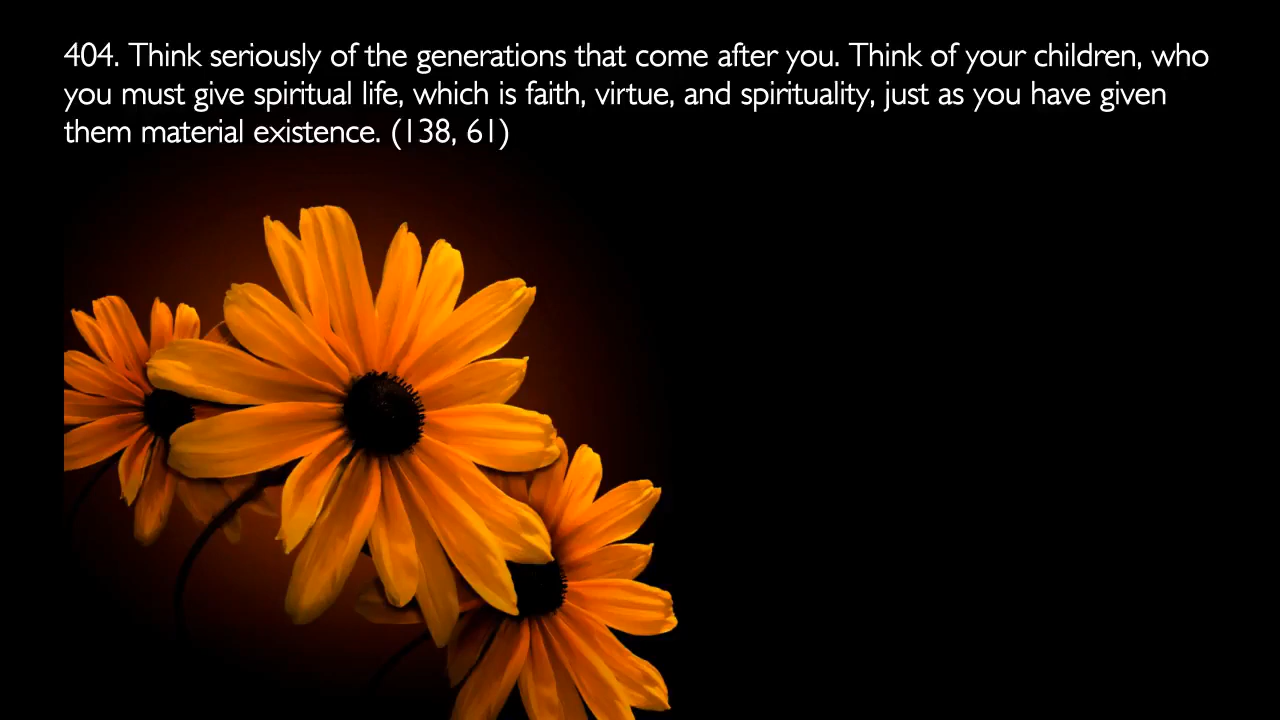 404. Think seriously of the generations that come after you. Think of your children, who
you must give spiritual life, which is faith, virtue, and spirituality, just as you have given
them material existence. (138, 61)